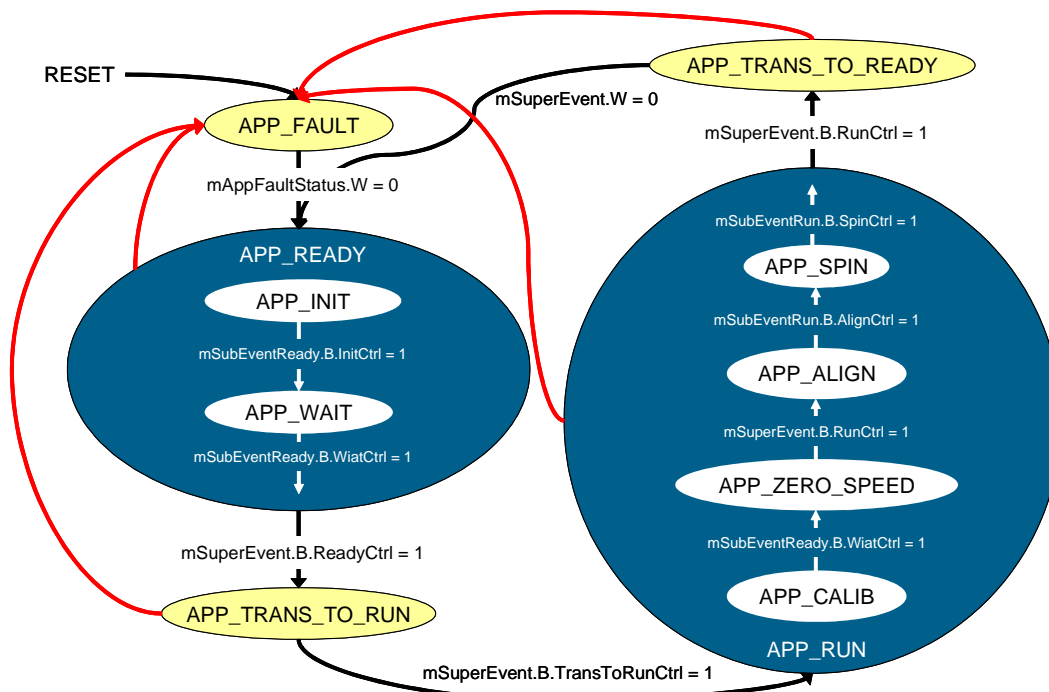 RESET
APP_FAULT
mAppFaultStatus.W = 0
mSuperEvent.W = 0
APP_READY
APP_INIT
mSubEventReady.B.InitCtrl = 1
APP_WAIT
mSubEventReady.B.WiatCtrl = 1
mSuperEvent.B.ReadyCtrl = 1
APP_TRANS_TO_RUN
mSuperEvent.B.TransToRunCtrl = 1
APP_TRANS_TO_READY
mSuperEvent.B.RunCtrl = 1
mSubEventRun.B.SpinCtrl = 1
APP_SPIN
mSubEventRun.B.AlignCtrl = 1
APP_ALIGN
mSuperEvent.B.RunCtrl = 1
APP_ZERO_SPEED
mSubEventReady.B.WiatCtrl = 1
APP_CALIB
APP_RUN